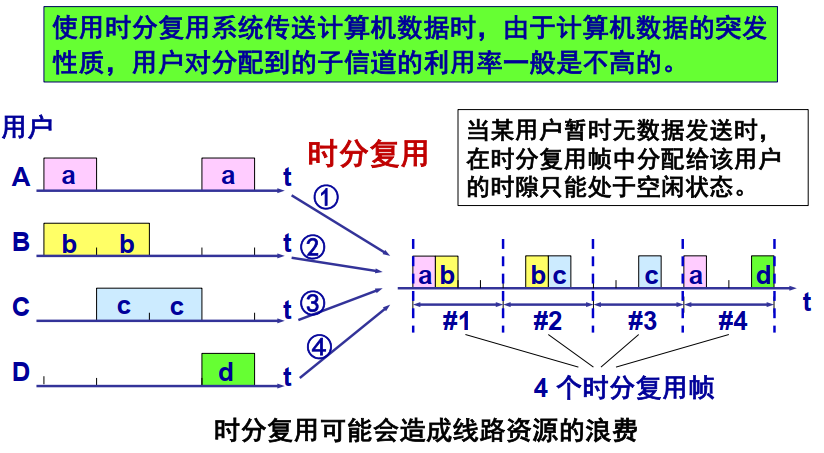 使用时分复用系统传送计算机数据时，由于计算机数据的突发
性质，用户对分配到的子信道的利用率一般是不高的。
用户
时分复用
当某用户暂时无数据发送时，
在时分复用帧中分配给该用户
的时隙只能处于空闲状态。
A a a t ①
B b b t ②
C c c t ③
D d t ④
a b b c c a d t
#1 #2 #3 #4
4 个时分复用帧
时分复用可能会造成线路资源的浪费